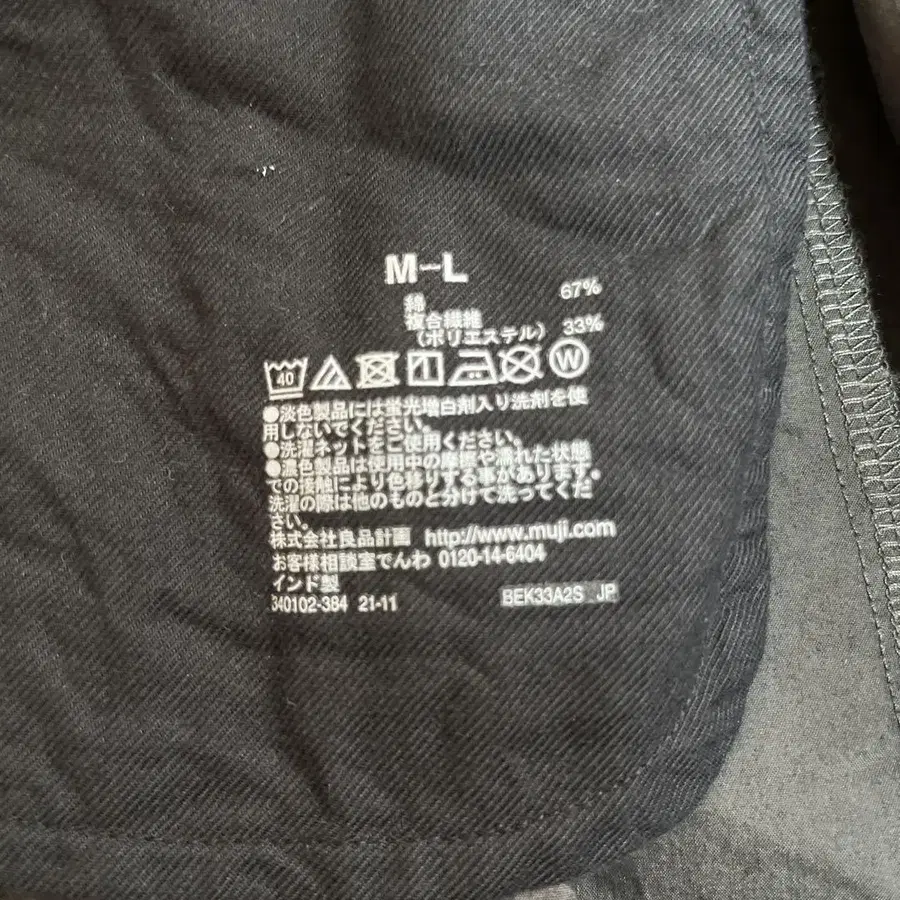 M-L
綿 67%
複合繊維
(ポリエステル) 33%
40 W
●淡色製品には蛍光増白剤入り洗剤を使
用しないでください。
●洗濯ネットをご使用ください。
●濃色製品は使用中の摩擦や濡れた状態
での接触により色移りする事があります。
洗濯の際は他のものと分けて洗ってくだ
さい。
株式会社良品計画 http://www.muji.com
お客様相談室でんわ 0120-14-6404
インド製
340102-384 21-11 BEK33A2S JP